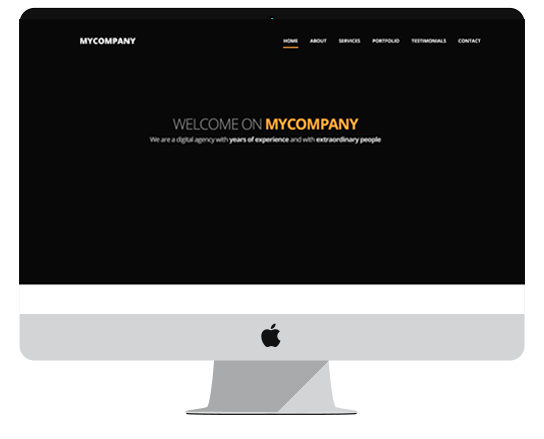 MYCOMPANY
HOME ABOUT SERVICES PORTFOLIO TESTIMONIALS CONTACT
WELCOME ON MYCOMPANY
We are a digital agency with years of experience and with extraordinary people